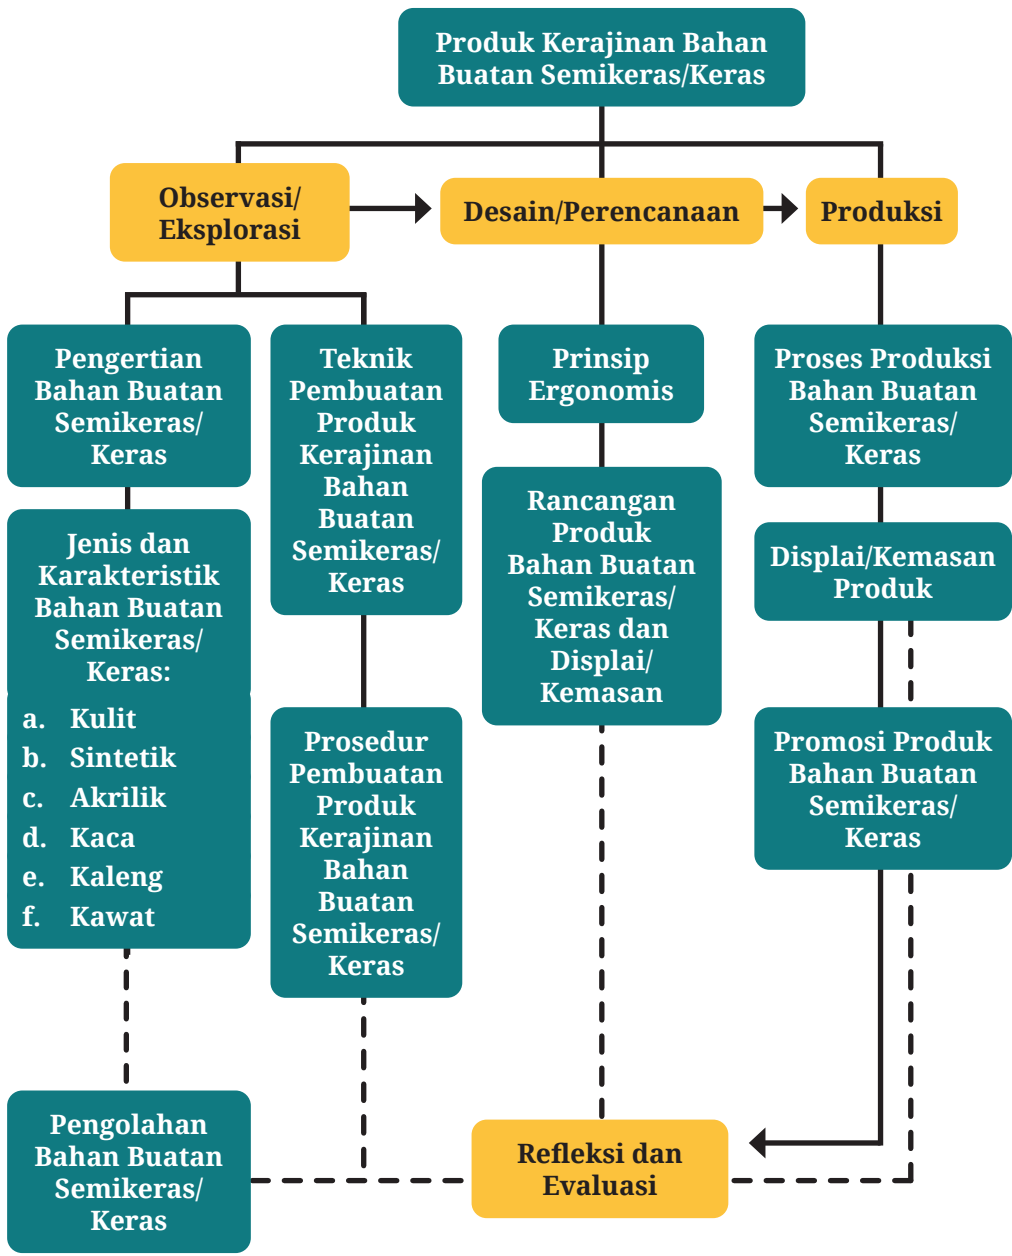 Produk Kerajinan Bahan
Buatan Semikeras/Keras
Observasi/
Eksplorasi
Desain/Perencanaan
Produksi
Pengertian
Bahan Buatan
Semikeras/
Keras
Jenis dan
Karakteristik
Bahan Buatan
Semikeras/
Keras:
a. Kulit
b. Sintetik
c. Akrilik
d. Kaca
e. Kaleng
f. Kawat
Pengolahan
Bahan Buatan
Semikeras/
Keras
Teknik
Pembuatan
Produk
Kerajinan
Bahan
Buatan
Semikeras/
Keras
Prosedur
Pembuatan
Produk
Kerajinan
Bahan
Buatan
Semikeras/
Keras
Prinsip
Ergonomis
Rancangan
Produk
Bahan Buatan
Semikeras/
Keras dan
Displai/
Kemasan
Proses Produksi
Bahan Buatan
Semikeras/
Keras
Displai/Kemasan
Produk
Promosi Produk
Bahan Buatan
Semikeras/
Keras
Refleksi dan
Evaluasi